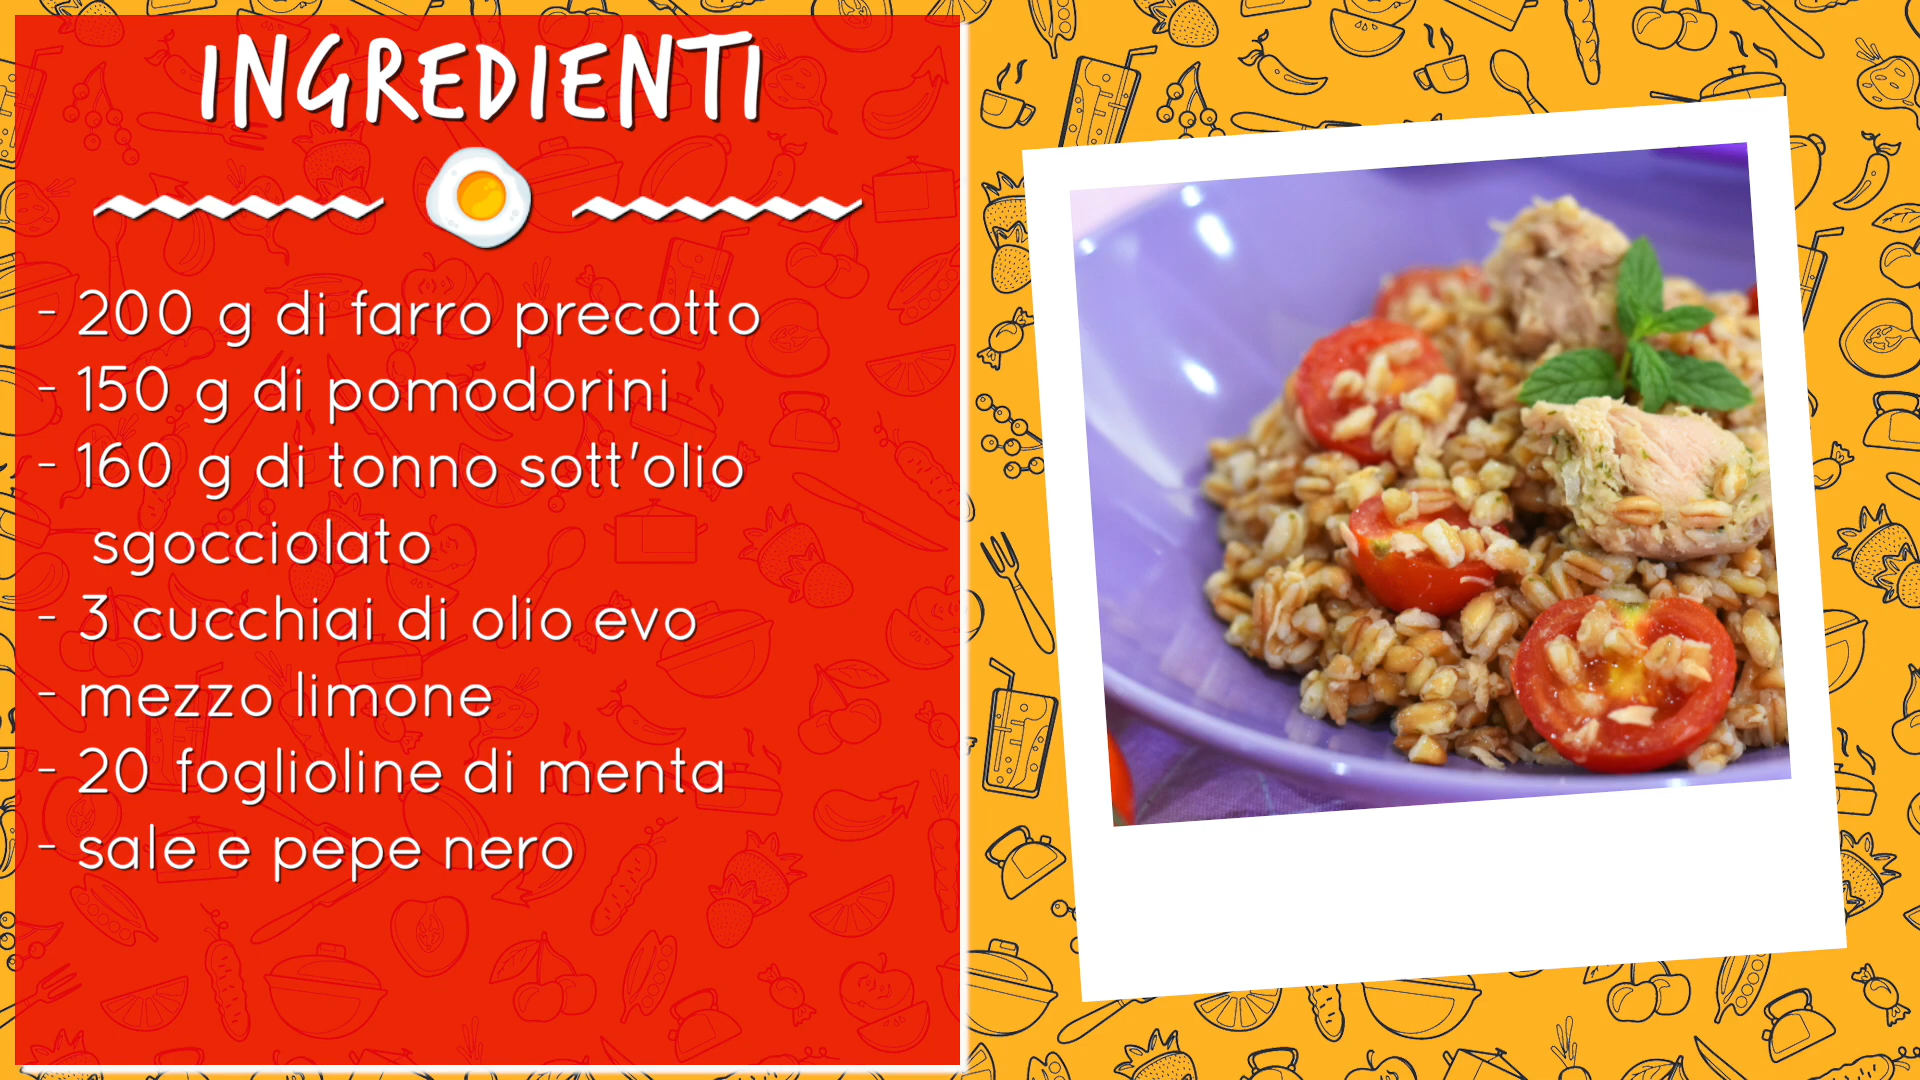 INGREDIENTI
- 200 g di farro precotto
- 150 g di pomodorini
- 160 g di tonno sott'olio
sgocciolato
- 3 cucchiai di olio evo
- mezzo limone
- 20 foglioline di menta
- sale e pepe nero